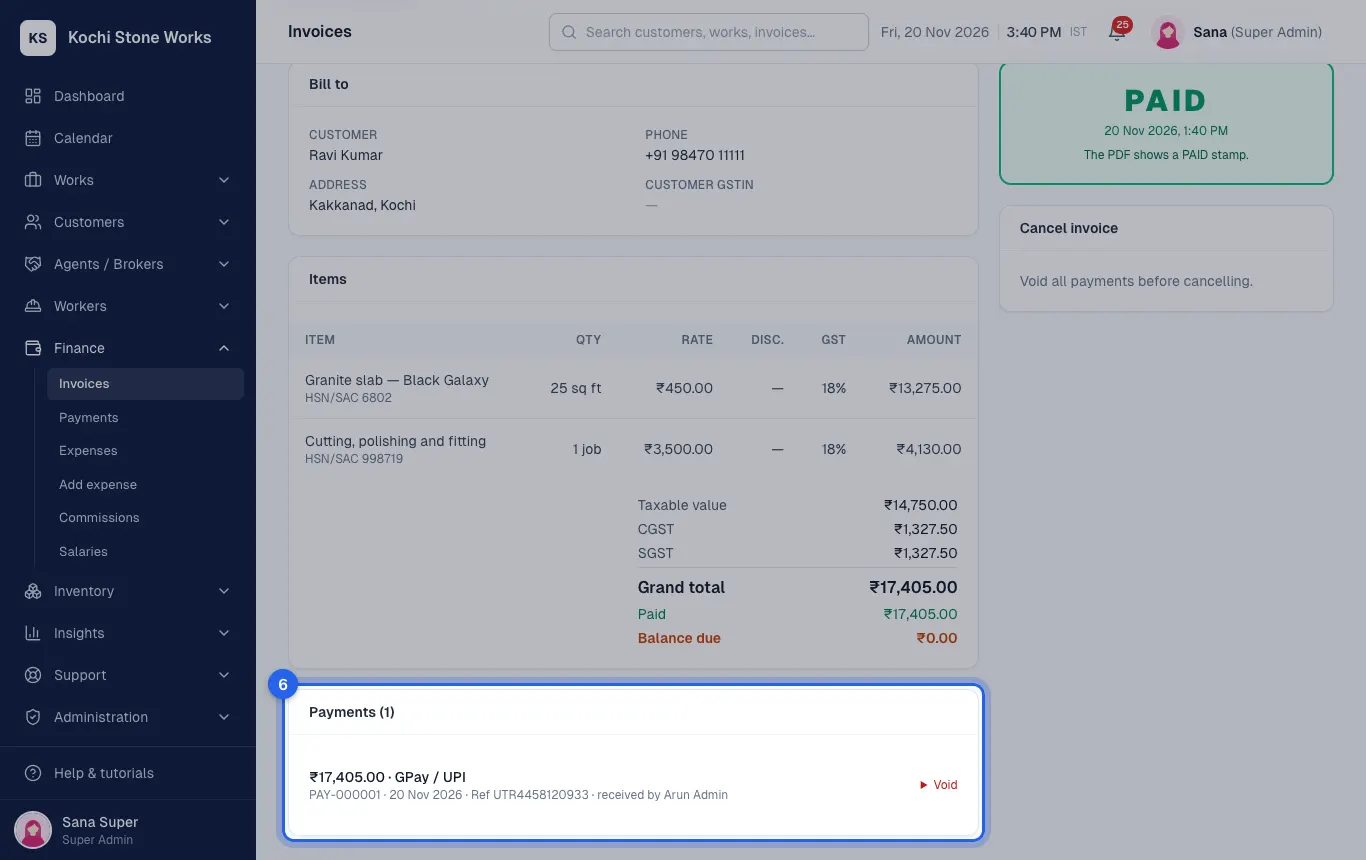 KS Kochi Stone Works
Dashboard
Calendar
Works
Customers
Agents / Brokers
Workers
Finance
Invoices
Payments
Expenses
Add expense
Commissions
Salaries
Inventory
Insights
Support
Administration
Help & tutorials
Sana Super
Super Admin
Invoices
Search customers, works, invoices...
Fri, 20 Nov 2026 3:40 PM IST
25
Sana (Super Admin)
Bill to
CUSTOMER PHONE
Ravi Kumar +91 98470 11111
ADDRESS CUSTOMER GSTIN
Kakkanad, Kochi —
Items
ITEM QTY RATE DISC. GST AMOUNT
Granite slab — Black Galaxy 25 sq ft ₹450.00 — 18% ₹13,275.00
HSN/SAC 6802
Cutting, polishing and fitting 1 job ₹3,500.00 — 18% ₹4,130.00
HSN/SAC 998719
Taxable value ₹14,750.00
CGST ₹1,327.50
SGST ₹1,327.50
Grand total ₹17,405.00
Paid ₹17,405.00
Balance due ₹0.00
6
Payments (1)
₹17,405.00 · GPay / UPI
PAY-000001 · 20 Nov 2026 · Ref UTR4458120933 · received by Arun Admin
Void
PAID
20 Nov 2026, 1:40 PM
The PDF shows a PAID stamp.
Cancel invoice
Void all payments before cancelling.